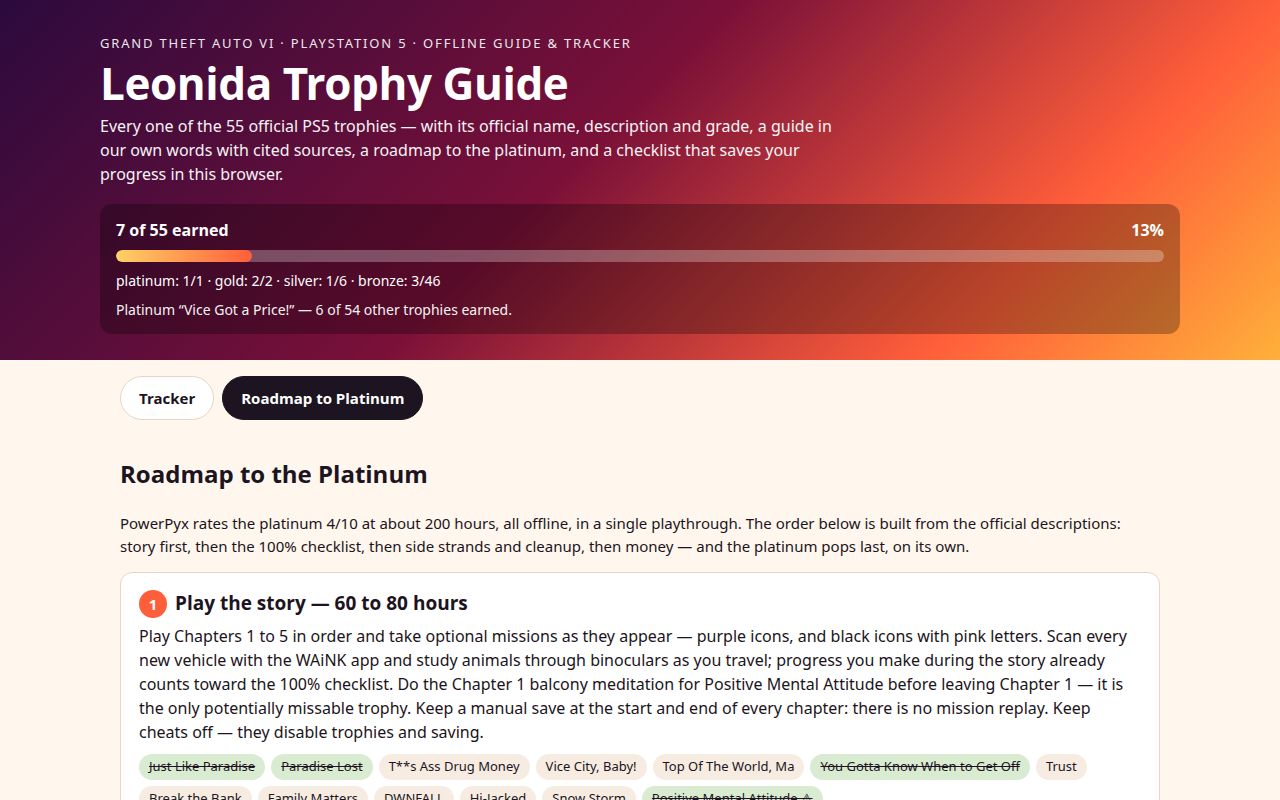 GRAND THEFT AUTO VI · PLAYSTATION 5 · OFFLINE GUIDE & TRACKER
Leonida Trophy Guide
Every one of the 55 official PS5 trophies — with its official name, description and grade, a guide in
our own words with cited sources, a roadmap to the platinum, and a checklist that saves your
progress in this browser.
7 of 55 earned 13%
platinum: 1/1 · gold: 2/2 · silver: 1/6 · bronze: 3/46
Platinum “Vice Got a Price!” — 6 of 54 other trophies earned.
Tracker Roadmap to Platinum
Roadmap to the Platinum
PowerPyx rates the platinum 4/10 at about 200 hours, all offline, in a single playthrough. The order below is built from the official descriptions:
story first, then the 100% checklist, then side strands and cleanup, then money — and the platinum pops last, on its own.
1 Play the story — 60 to 80 hours
Play Chapters 1 to 5 in order and take optional missions as they appear — purple icons, and black icons with pink letters. Scan every
new vehicle with the WAiNK app and study animals through binoculars as you travel; progress you make during the story already
counts toward the 100% checklist. Do the Chapter 1 balcony meditation for Positive Mental Attitude before leaving Chapter 1 — it is
the only potentially missable trophy. Keep a manual save at the start and end of every chapter: there is no mission replay. Keep
cheats off — they disable trophies and saving.
Just Like Paradise Paradise Lost T**s Ass Drug Money Vice City, Baby! Top Of The World, Ma You Gotta Know When to Get Off Trust
Break the Bank Family Matters DWNFALL Hi-Jacked Snow Storm Positive Mental Attitude ⚠